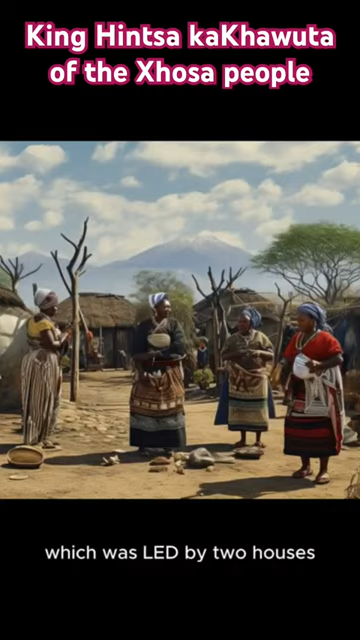 King Hintsa kaKhawuta
of the Xhosa people
which was LED by two houses